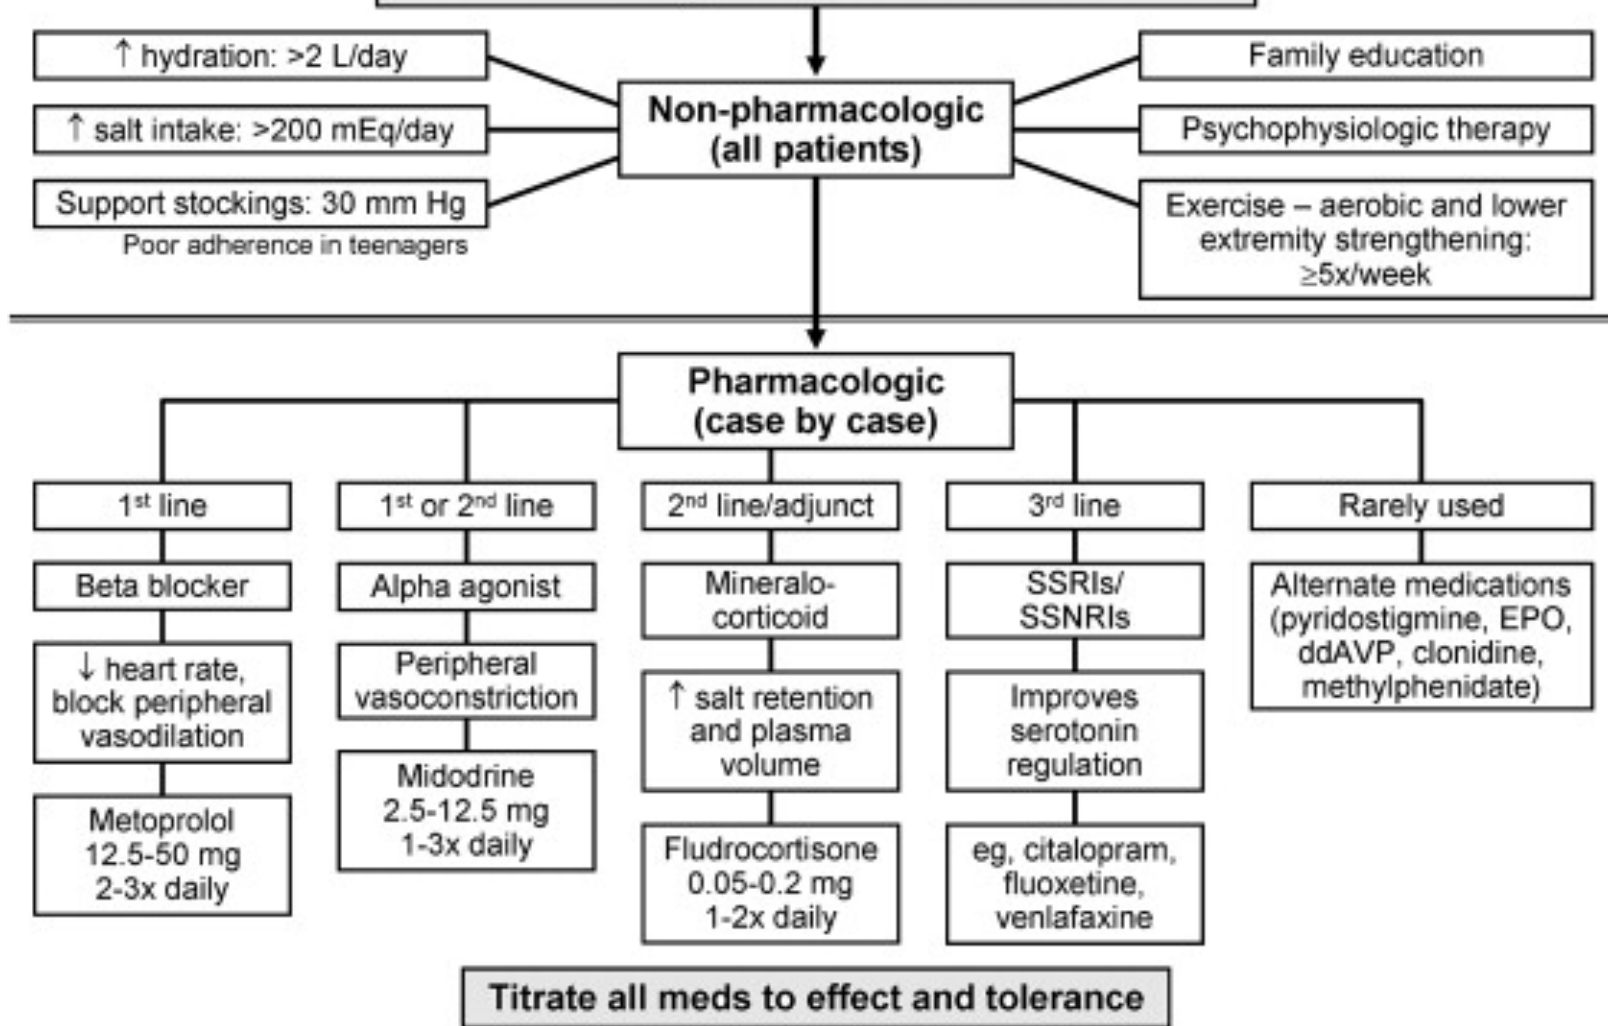 ↑ hydration: >2 L/day
↑ salt intake: >200 mEq/day
Support stockings: 30 mm Hg
Poor adherence in teenagers
Non-pharmacologic
(all patients)
Family education
Psychophysiologic therapy
Exercise – aerobic and lower
extremity strengthening:
≥5x/week
Pharmacologic
(case by case)
1st line
Beta blocker
↓ heart rate,
block peripheral
vasodilation
Metoprolol
12.5-50 mg
2-3x daily
1st or 2nd line
Alpha agonist
Peripheral
vasoconstriction
Midodrine
2.5-12.5 mg
1-3x daily
2nd line/adjunct
Mineralo-
corticoid
↑ salt retention
and plasma
volume
Fludrocortisone
0.05-0.2 mg
1-2x daily
3rd line
SSRIs/
SSNRIs
Improves
serotonin
regulation
eg, citalopram,
fluoxetine,
venlafaxine
Rarely used
Alternate medications
(pyridostigmine, EPO,
ddAVP, clonidine,
methylphenidate)
Titrate all meds to effect and tolerance